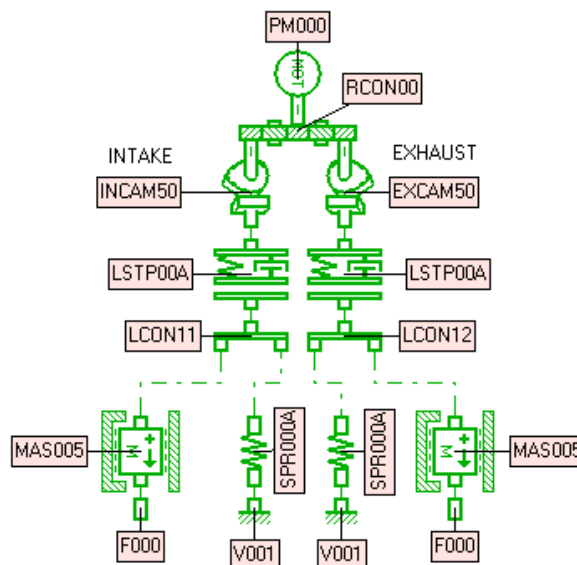 PM000
MOT
RCON00
INTAKE
EXHAUST
INCAM50
EXCAM50
LSTP00A
LSTP00A
LCON11
LCON12
MAS005
M
SPR000A
SPR000A
M
MAS005
F000
V001
V001
F000